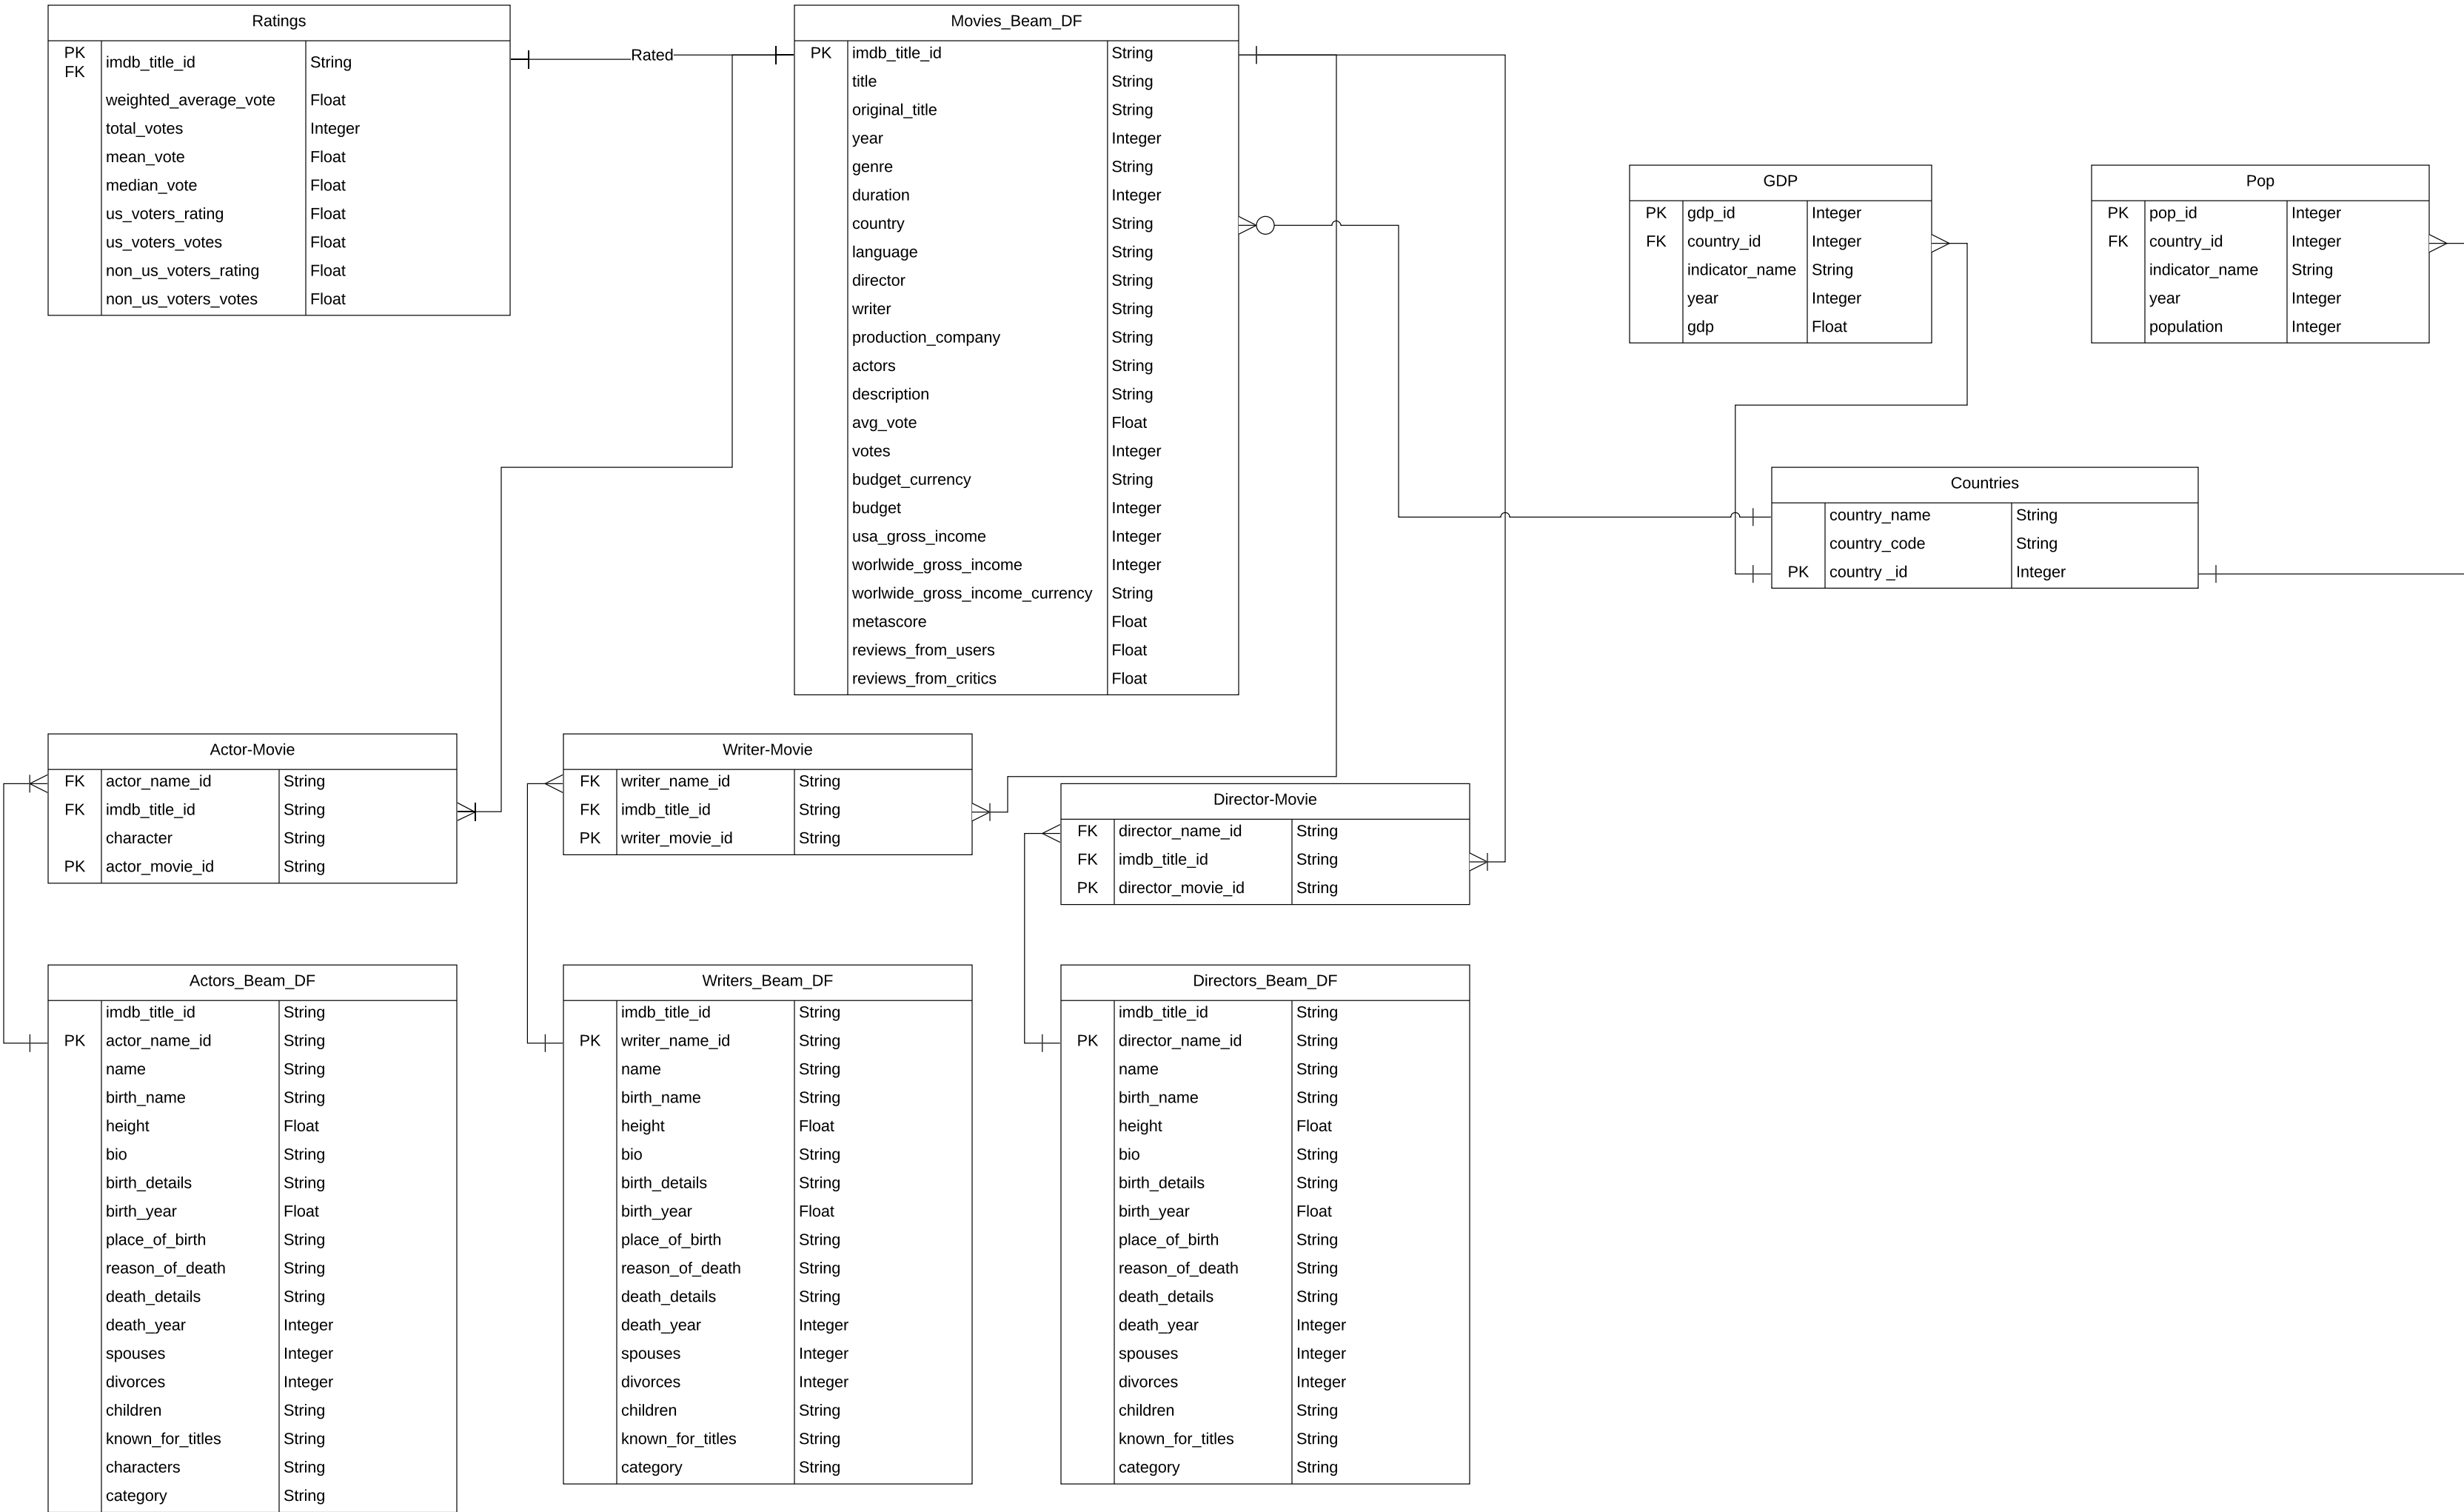 Ratings
PK
FK imdb_title_id String
weighted_average_vote Float
total_votes Integer
mean_vote Float
median_vote Float
us_voters_rating Float
us_voters_votes Float
non_us_voters_rating Float
non_us_voters_votes Float
Rated
Movies_Beam_DF
PK imdb_title_id String
title String
original_title String
year Integer
genre String
duration Integer
country String
language String
director String
writer String
production_company String
actors String
description String
avg_vote Float
votes Integer
budget_currency String
budget Integer
usa_gross_income Integer
worlwide_gross_income Integer
worlwide_gross_income_currency String
metascore Float
reviews_from_users Float
reviews_from_critics Float
GDP
PK gdp_id Integer
FK country_id Integer
indicator_name String
year Integer
gdp Float
Pop
PK pop_id Integer
FK country_id Integer
indicator_name String
year Integer
population Integer
Countries
country_name String
country_code String
PK country _id Integer
Actor-Movie
FK actor_name_id String
FK imdb_title_id String
character String
PK actor_movie_id String
Writer-Movie
FK writer_name_id String
FK imdb_title_id String
PK writer_movie_id String
Director-Movie
FK director_name_id String
FK imdb_title_id String
PK director_movie_id String
Actors_Beam_DF
imdb_title_id String
PK actor_name_id String
name String
birth_name String
height Float
bio String
birth_details String
birth_year Float
place_of_birth String
reason_of_death String
death_details String
death_year Integer
spouses Integer
divorces Integer
children String
known_for_titles String
characters String
category String
Writers_Beam_DF
imdb_title_id String
PK writer_name_id String
name String
birth_name String
height Float
bio String
birth_details String
birth_year Float
place_of_birth String
reason_of_death String
death_details String
death_year Integer
spouses Integer
divorces Integer
children String
known_for_titles String
category String
Directors_Beam_DF
imdb_title_id String
PK director_name_id String
name String
birth_name String
height Float
bio String
birth_details String
birth_year Float
place_of_birth String
reason_of_death String
death_details String
death_year Integer
spouses Integer
divorces Integer
children String
known_for_titles String
category String